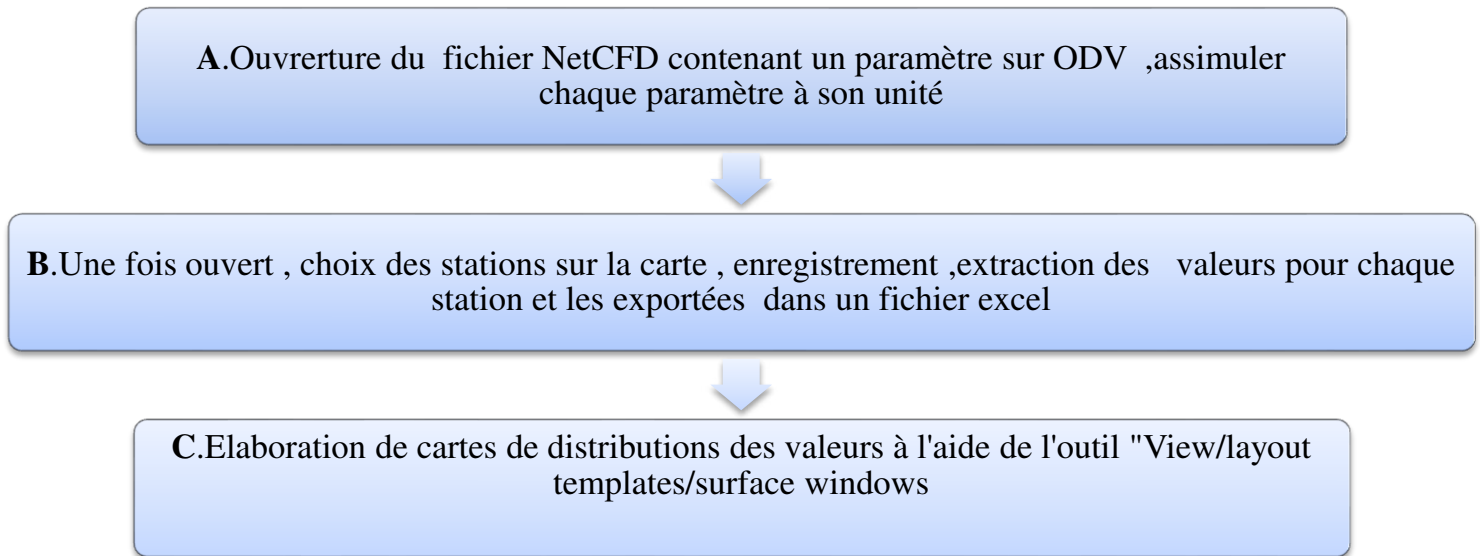 A.Ouvrerture du fichier NetCFD contenant un paramètre sur ODV ,assimuler
chaque paramètre à son unité
B.Une fois ouvert , choix des stations sur la carte , enregistrement ,extraction des valeurs pour chaque
station et les exportées dans un fichier excel
C.Elaboration de cartes de distributions des valeurs à l'aide de l'outil "View/layout
templates/surface windows